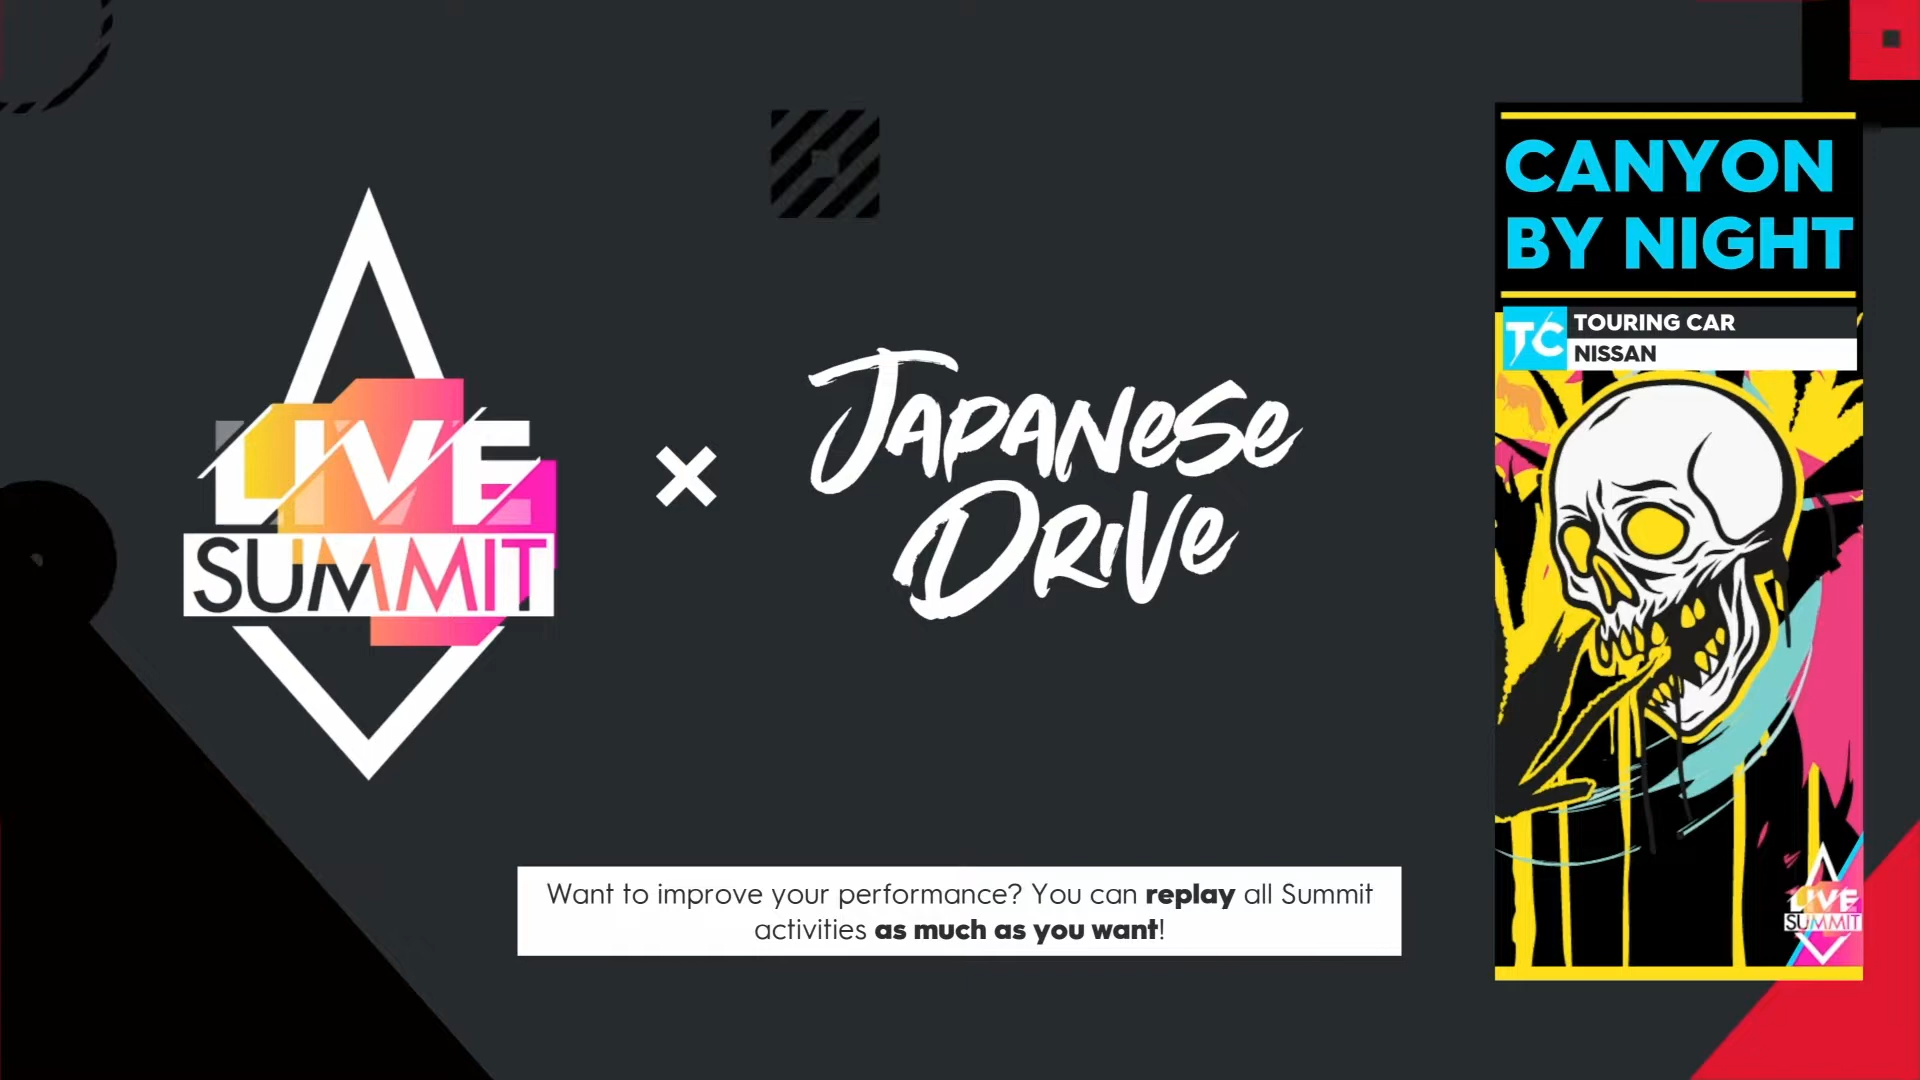 LIVE
SUMMIT
×
JAPANESE
DRIVE
CANYON
BY NIGHT
TC
TOURING CAR
NISSAN
LIVE
SUMMIT
Want to improve your performance? You can replay all Summit
activities as much as you want!